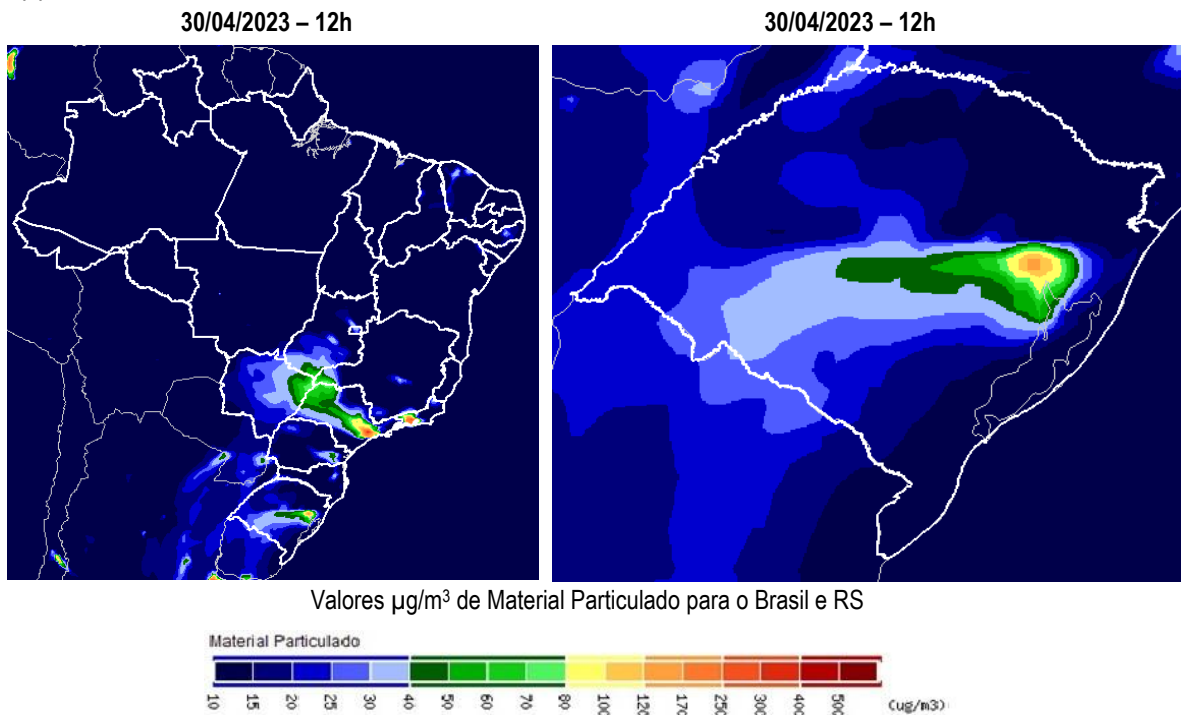 30/04/2023 – 12h
30/04/2023 – 12h
Valores µg/m³ de Material Particulado para o Brasil e RS
Material Particulado
10 15 20 25 30 40 50 60 70 80 100 120 170 250 300 400 500 (ug/m3)